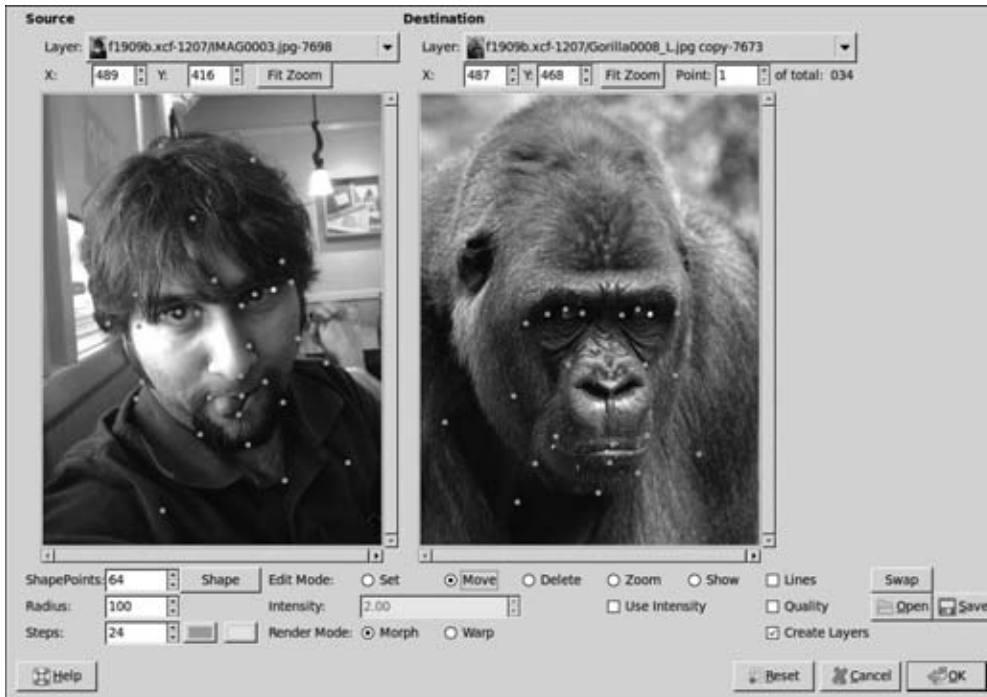 Source Destination
Layer: f1909b.xcf-1207/IMAG0003.jpg-7698 Layer: f1909b.xcf-1207/Gorilla0008_L.jpg copy-7673
X: 489 Y: 416 Fit Zoom X: 487 Y: 468 Fit Zoom Point: 1 of total: 034
ShapePoints: 64 Shape Edit Mode: Set Move Delete Zoom Show Lines Swap
Radius: 100 Intensity: 2.00 Use Intensity Quality Open Save
Steps: 24 Render Mode: Morph Warp Create Layers
Help Reset Cancel OK